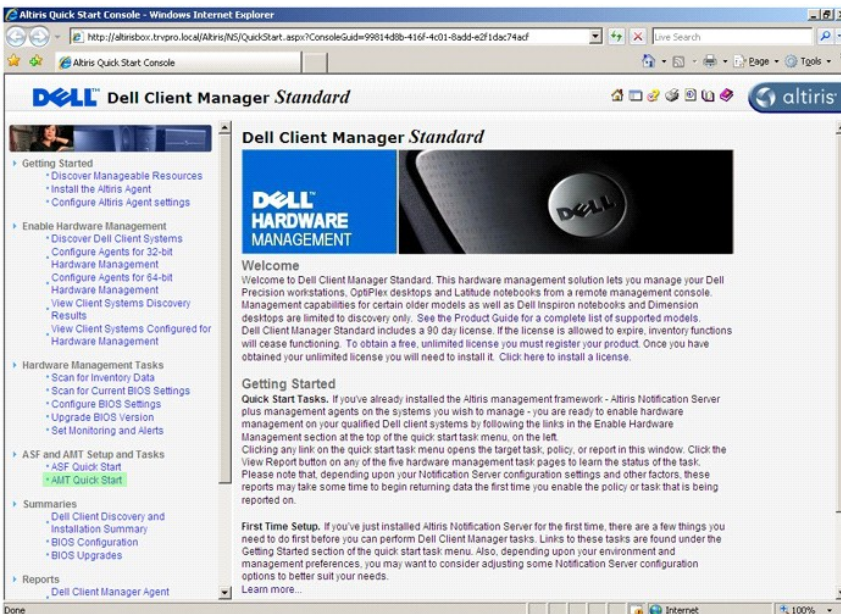 Altiris Quick Start Console - Windows Internet Explorer
http://altirisbox.trvpro.local/Altiris/NS/QuickStart.aspx?ConsoleGuid=99814d8b-416f-4c01-8add-e2f1dac74acf
Live Search
Altiris Quick Start Console
Page
Tools
DELL™ Dell Client Manager Standard
altiris
Getting Started
Discover Manageable Resources
Install the Altiris Agent
Configure Altiris Agent settings
Enable Hardware Management
Discover Dell Client Systems
Configure Agents for 32-bit
Hardware Management
Configure Agents for 64-bit
Hardware Management
View Client Systems Discovery
Results
View Client Systems Configured for
Hardware Management
Hardware Management Tasks
Scan for Inventory Data
Scan for Current BIOS Settings
Configure BIOS Settings
Upgrade BIOS Version
Set Monitoring and Alerts
ASF and AMT Setup and Tasks
ASF Quick Start
AMT Quick Start
Summaries
Dell Client Discovery and
Installation Summary
BIOS Configuration
BIOS Upgrades
Reports
Dell Client Manager Agent
Dell Client Manager Standard
DELL™
HARDWARE
MANAGEMENT
DELL
Welcome
Welcome to Dell Client Manager Standard. This hardware management solution lets you manage your Dell
Precision workstations, OptiPlex desktops and Latitude notebooks from a remote management console.
Management capabilities for certain older models as well as Dell Inspiron notebooks and Dimension
desktops are limited to discovery only. See the Product Guide for a complete list of supported models.
Dell Client Manager Standard includes a 90 day license. If the license is allowed to expire, inventory functions
will cease functioning. To obtain a free, unlimited license you must register your product. Once you have
obtained your unlimited license you will need to install it. Click here to install a license.
Getting Started
Quick Start Tasks. If you've already installed the Altiris management framework - Altiris Notification Server
plus management agents on the systems you wish to manage - you are ready to enable hardware
management on your qualified Dell client systems by following the links in the Enable Hardware
Management section at the top of the quick start task menu, on the left.
Clicking any link on the quick start task menu opens the target task, policy, or report in this window. Click the
View Report button on any of the five hardware management task pages to learn the status of the task.
Please note that, depending upon your Notification Server configuration settings and other factors, these
reports may take some time to begin returning data the first time you enable the policy or task that is being
reported on.
First Time Setup. If you've just installed Altiris Notification Server for the first time, there are a few things you
need to do first before you can perform Dell Client Manager tasks. Links to these tasks are found under the
Getting Started section of the quick start task menu. Also, depending upon your environment and
management preferences, you may want to consider adjusting some Notification Server configuration
options to better suit your needs.
Learn more...
Done
Internet
100%